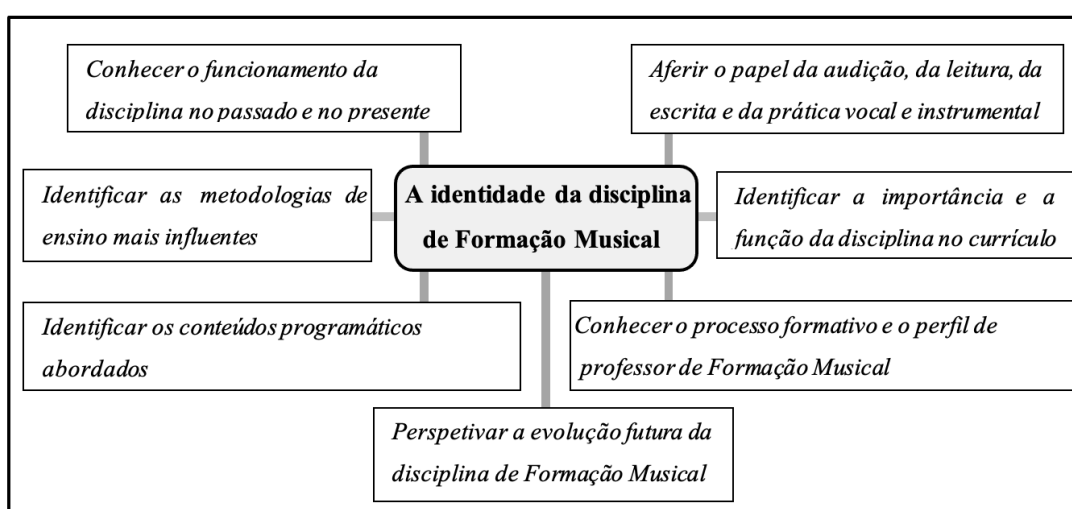 Conhecer o funcionamento da
disciplina no passado e no presente
Aferir o papel da audição, da leitura, da
escrita e da prática vocal e instrumental
Identificar as metodologias de
ensino mais influentes
A identidade da disciplina
de Formação Musical
Identificar a importância e a
função da disciplina no currículo
Identificar os conteúdos programáticos
abordados
Conhecer o processo formativo e o perfil de
professor de Formação Musical
Perspetivar a evolução futura da
disciplina de Formação Musical